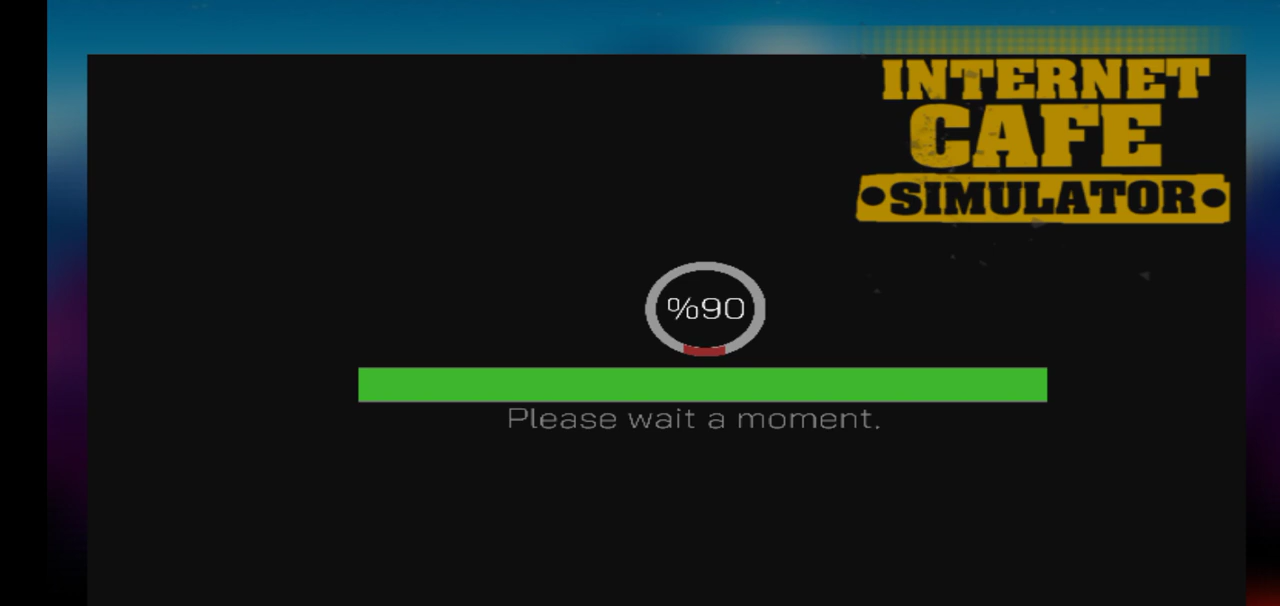 INTERNET
CAFE
•SIMULATOR•
%90
Please wait a moment.